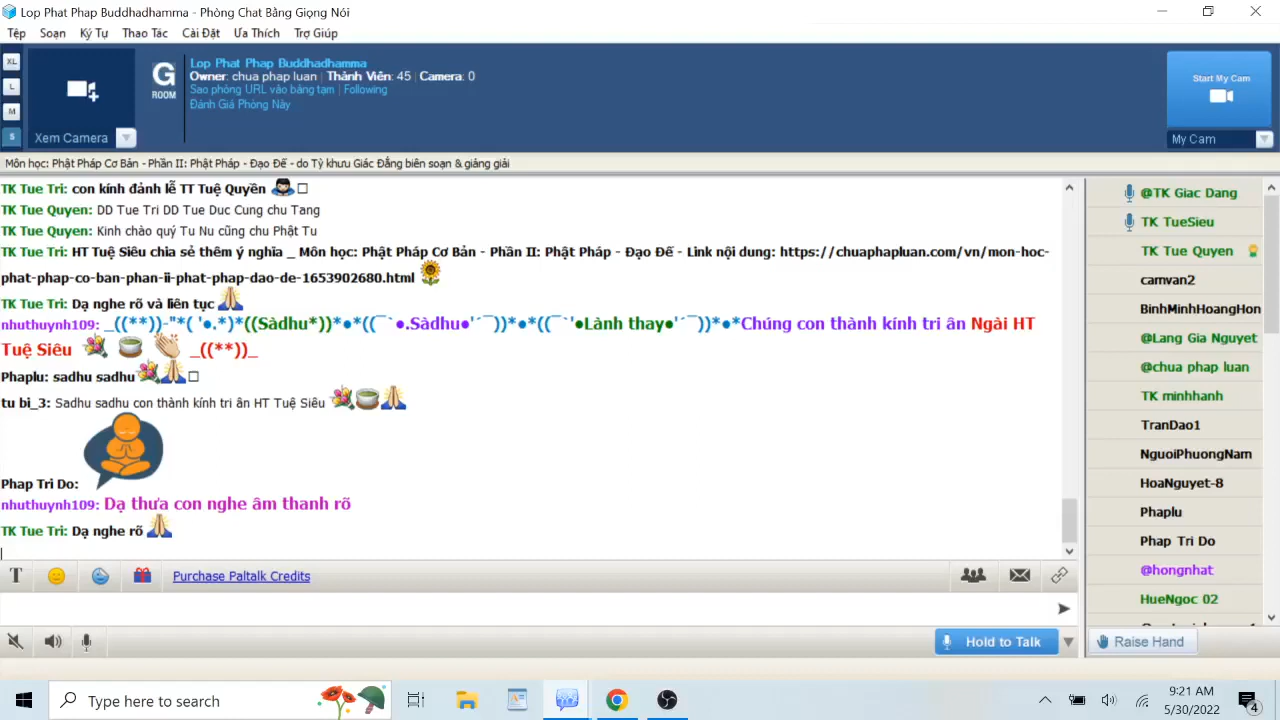 Lop Phat Phap Buddhadhamma - Phòng Chat Bằng Giọng Nói
Tệp Soạn Ký Tự Thao Tác Cài Đặt Ưa Thích Trợ Giúp
XL
L
M
S
Xem Camera
G
ROOM
Lop Phat Phap Buddhadhamma
Owner: chua phap luan | Thành Viên: 45 | Camera: 0
Sao phòng URL vào bảng tạm | Following
Đánh Giá Phòng Này
Start My Cam
My Cam
Môn học: Phật Pháp Cơ Bản - Phần II: Phật Pháp - Đạo Đế - do Tỳ khưu Giác Đẳng biên soạn & giảng giải
TK Tue Tri: con kính đảnh lễ TT Tuệ Quyền
TK Tue Quyen: DD Tue Tri DD Tue Duc Cung chu Tang
TK Tue Quyen: Kinh chào quý Tu Nu cũng chu Phật Tu
TK Tue Tri: HT Tuệ Siêu chia sẻ thêm ý nghĩa _ Môn học: Phật Pháp Cơ Bản - Phần II: Phật Pháp - Đạo Đế - Link nội dung: https://chuaphapluan.com/vn/mon-hoc-
phat-phap-co-ban-phan-ii-phat-phap-dao-de-1653902680.html
TK Tue Tri: Dạ nghe rõ và liên tục
nhuthuynh109: _((**))-"*( '●.*)*((Sàdhu*))*●*((¯`●.Sàdhu●'´¯))*●*((¯`'●Lành thay●'´¯))*●*Chúng con thành kính tri ân Ngài HT
Tuệ Siêu _((**))_
Phaplu: sadhu sadhu
tu bi_3: Sadhu sadhu con thành kính tri ân HT Tuệ Siêu
Phap Tri Do:
nhuthuynh109: Dạ thưa con nghe âm thanh rõ
TK Tue Tri: Dạ nghe rõ
T
Purchase Paltalk Credits
Hold to Talk
@TK Giac Dang
TK TueSieu
TK Tue Quyen
camvan2
BinhMinhHoangHon
@Lang Gia Nguyet
@chua phap luan
TK minhhanh
TranDao1
NguoiPhuongNam
HoaNguyet-8
Phaplu
Phap Tri Do
@hongnhat
HueNgoc 02
Raise Hand
Type here to search
9:21 AM
5/30/2022
4